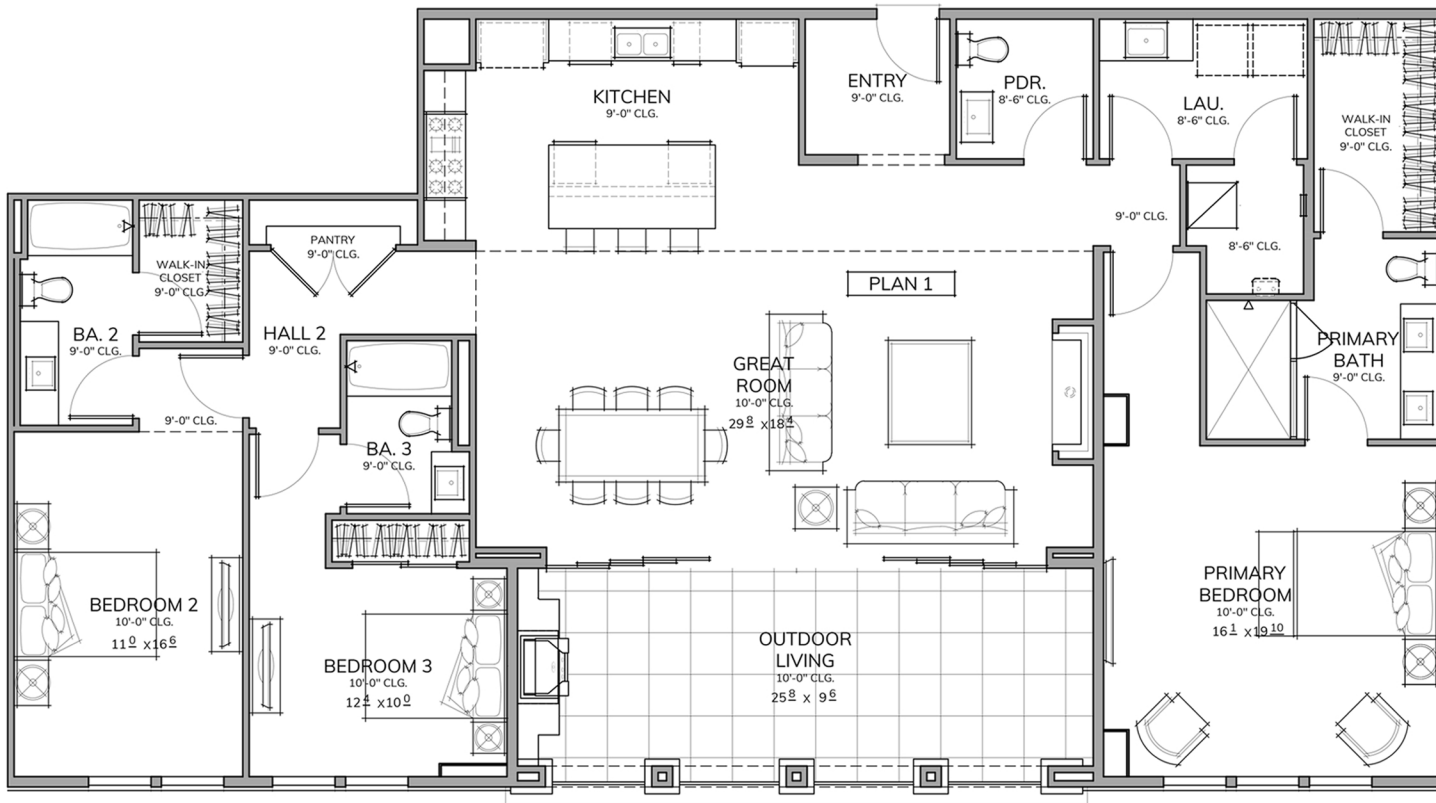 KITCHEN
9'-0" CLG.
ENTRY
9'-0" CLG.
PDR.
8'-6" CLG.
LAU.
8'-6" CLG.
WALK-IN
CLOSET
9'-0" CLG.
9'-0" CLG.
8'-6" CLG.
PANTRY
9'-0" CLG.
WALK-IN
CLOSET
9'-0" CLG.
BA. 2
9'-0" CLG.
HALL 2
9'-0" CLG.
9'-0" CLG.
PLAN 1
GREAT
ROOM
10'-0" CLG.
29 8 x18 4
PRIMARY
BATH
9'-0" CLG.
BA. 3
9'-0" CLG.
BEDROOM 2
10'-0" CLG.
11 0 x16 6
BEDROOM 3
10'-0" CLG.
12 4 x10 0
OUTDOOR
LIVING
10'-0" CLG.
25 8 x 9 6
PRIMARY
BEDROOM
10'-0" CLG.
16 1 x19 10